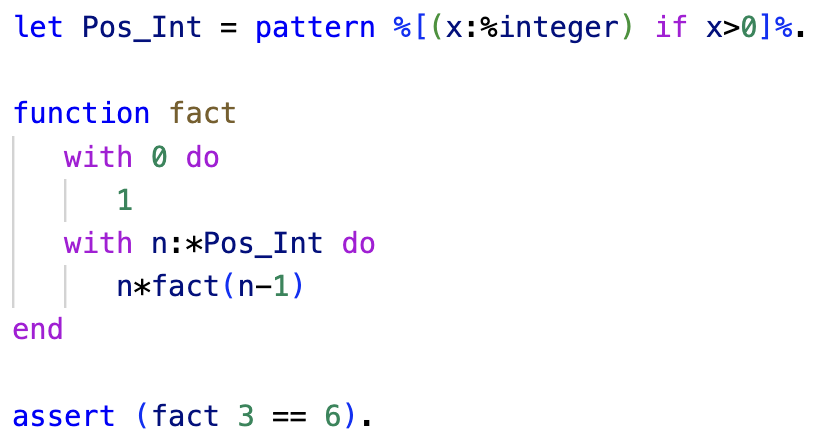 let Pos_Int = pattern %[(x:%integer) if x>0]%.
function fact
with 0 do
1
with n:*Pos_Int do
n*fact(n-1)
end
assert (fact 3 == 6).